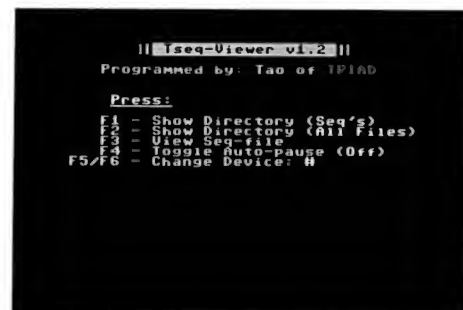 || Tseq-Viewer v1.2 ||
Programmed by: Tao of TRIAD
Press:
F1 - Show Directory (Seq's)
F2 - Show Directory (All Files)
F3 - View Seq-file
F4 - Toggle Auto-pause (Off)
F5/F6 - Change Device: #